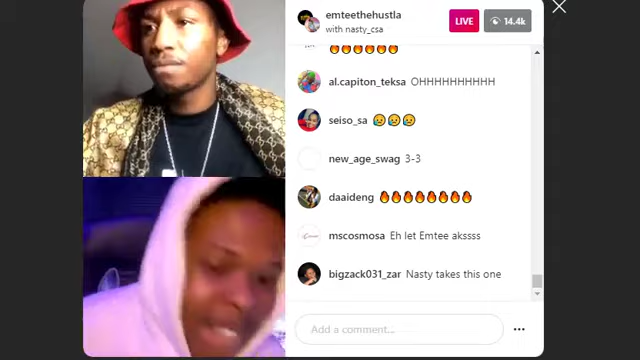 emteethehustla
with nasty_csa
LIVE
14.4k
🔥🔥🔥🔥🔥🔥
al.capiton_teksa OHHHHHHHHHH
seiso_sa 😥😥😥
new_age_swag 3-3
daaideng 🔥🔥🔥🔥🔥🔥🔥🔥
mscosmosa Eh let Emtee akssss
bigzack031_zar Nasty takes this one
Add a comment...